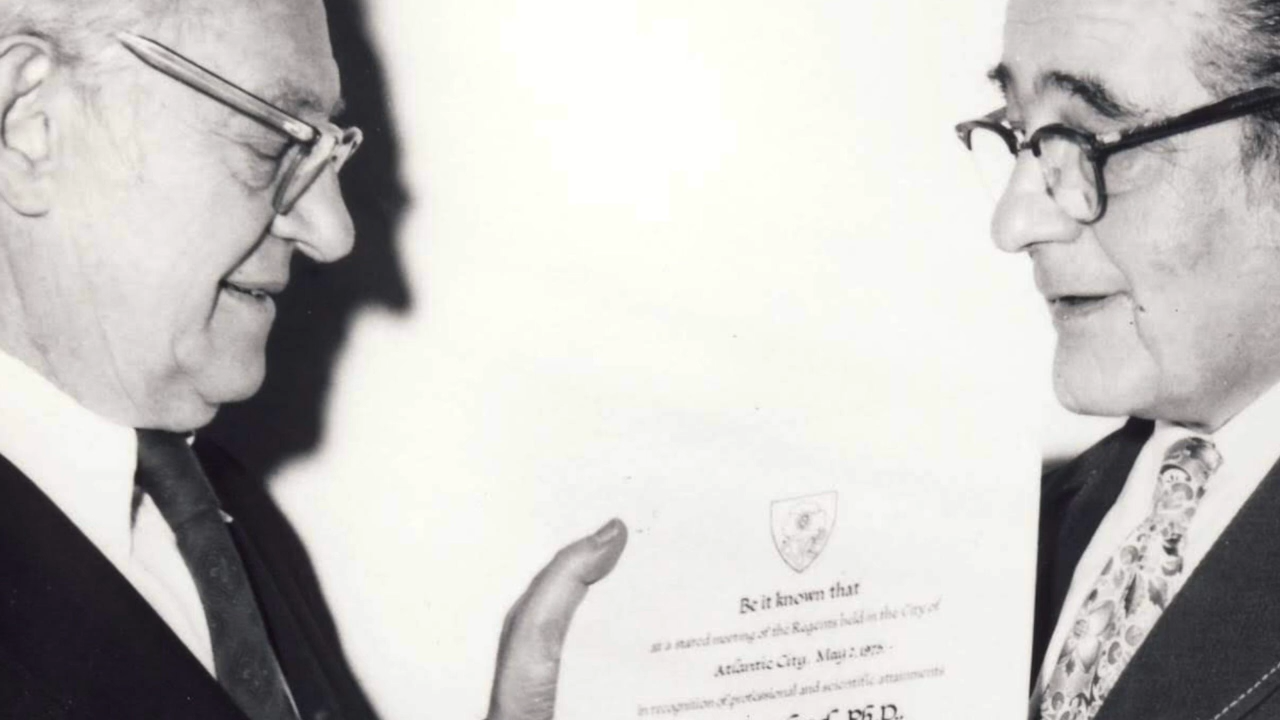 Be it known that
at a stated meeting of the Regents held in the City of
Atlantic City, May 2, 1975
in recognition of professional and scientific attainments
Ph.D.,